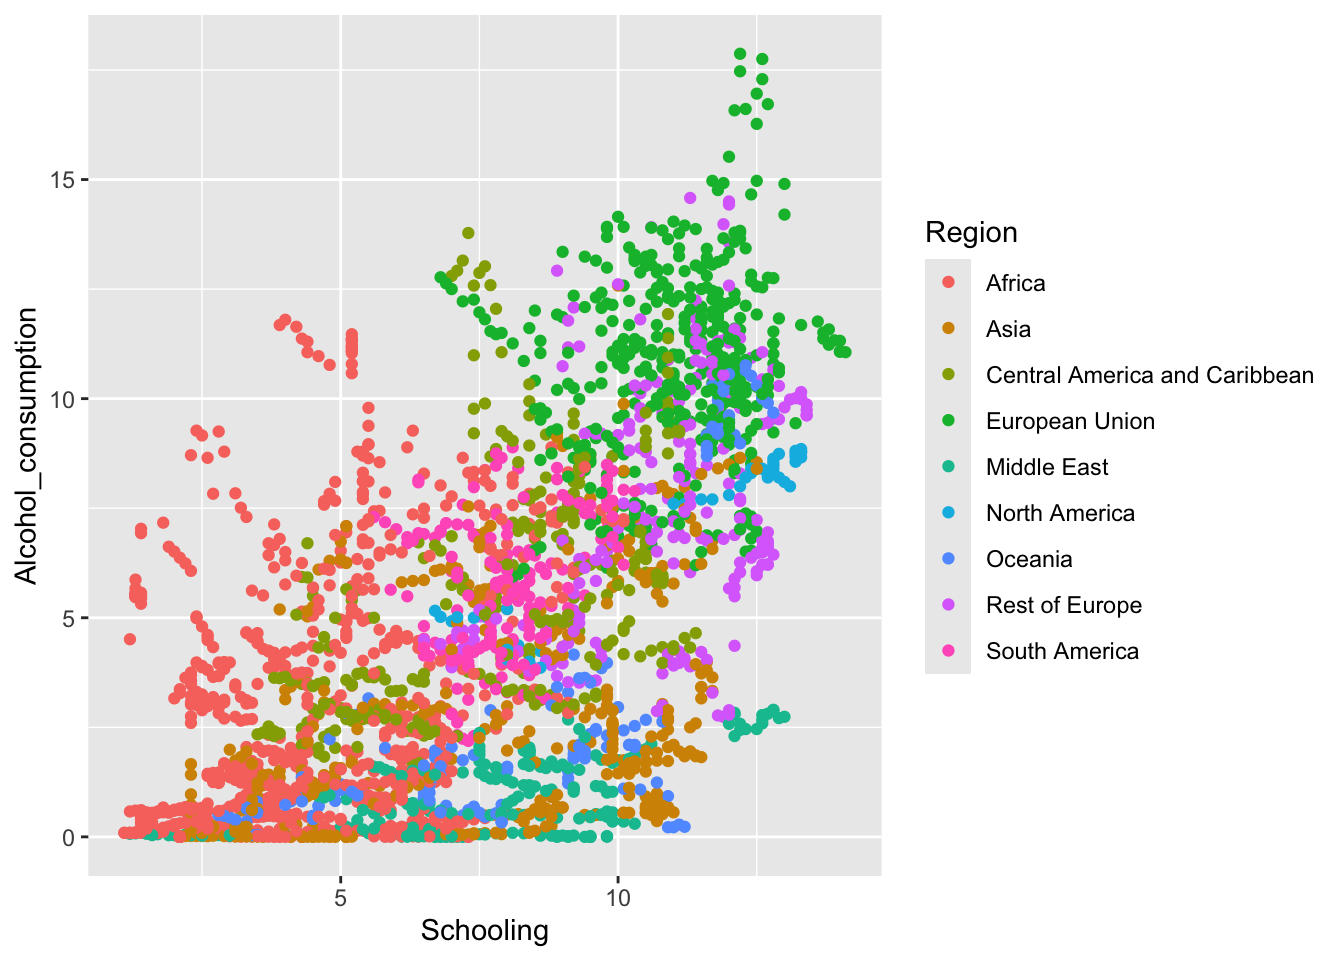 15
10
5
0
Alcohol_consumption
5
10
Schooling
Region
Africa
Asia
Central America and Caribbean
European Union
Middle East
North America
Oceania
Rest of Europe
South America